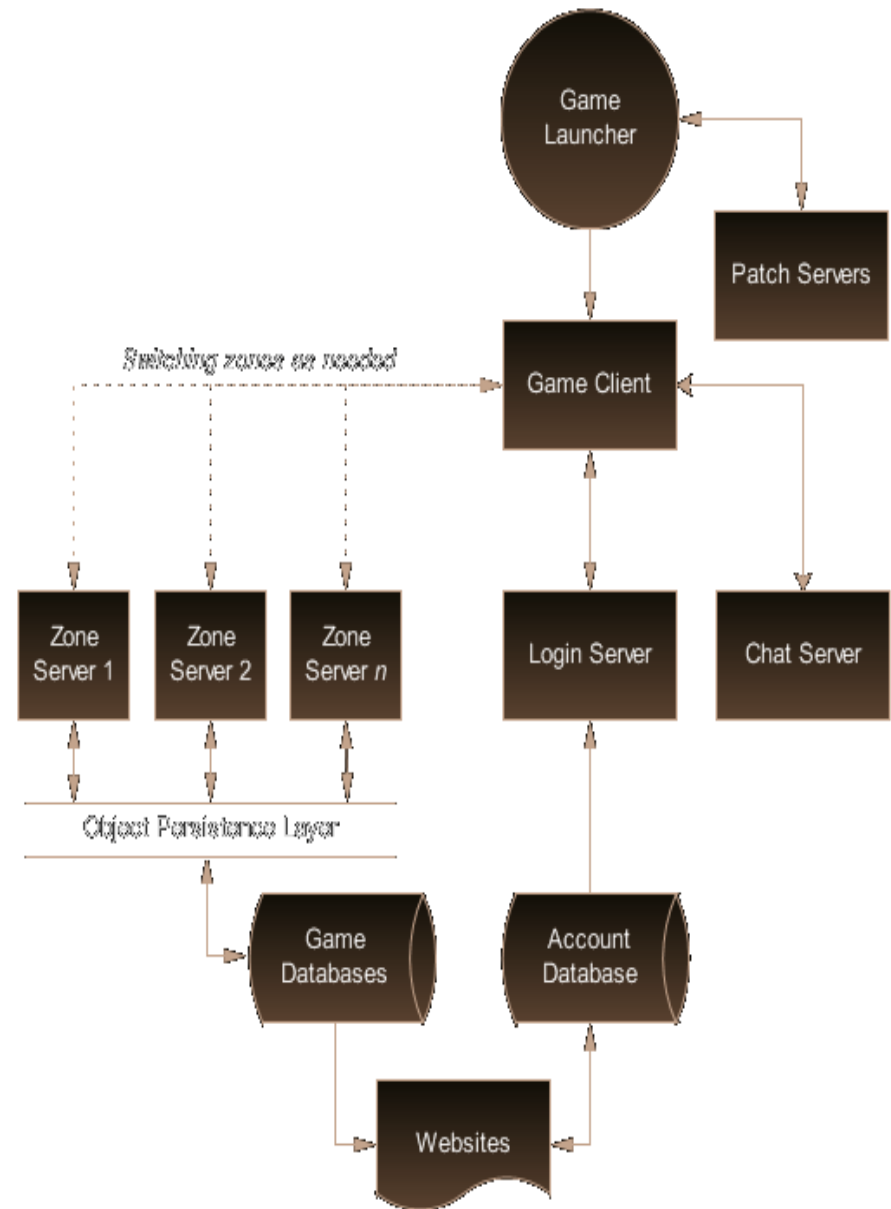 Game
Launcher
Patch Servers
Switching zones as needed
Game Client
Zone
Server 1
Zone
Server 2
Zone
Server n
Login Server
Chat Server
Object Persistence Layer
Game
Databases
Account
Database
Websites